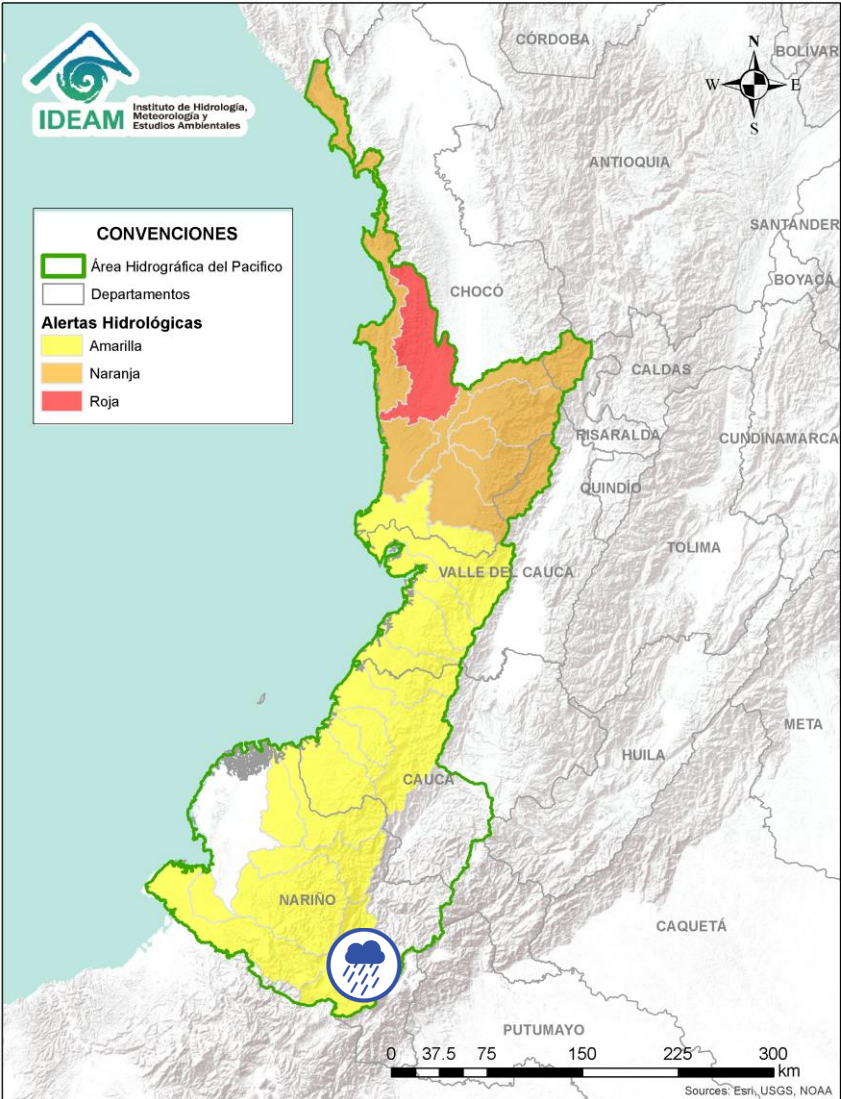 IDEAM
Instituto de Hidrología,
Meteorología y
Estudios Ambientales
N
W
E
S
CONVENCIONES
Área Hidrográfica del Pacifico
Departamentos
Alertas Hidrológicas
Amarilla
Naranja
Roja
CÓRDOBA
BOLÍVAR
ANTIOQUIA
SANTANDER
BOYACÁ
CHOCÓ
CALDAS
RISARALDA
CUNDINAMARCA
QUINDÍO
TOLIMA
VALLE DEL CAUCA
META
HUILA
CAUCA
NARIÑO
CAQUETÁ
PUTUMAYO
0 37.5 75 150 225 300
km
Sources: Esri, USGS, NOAA